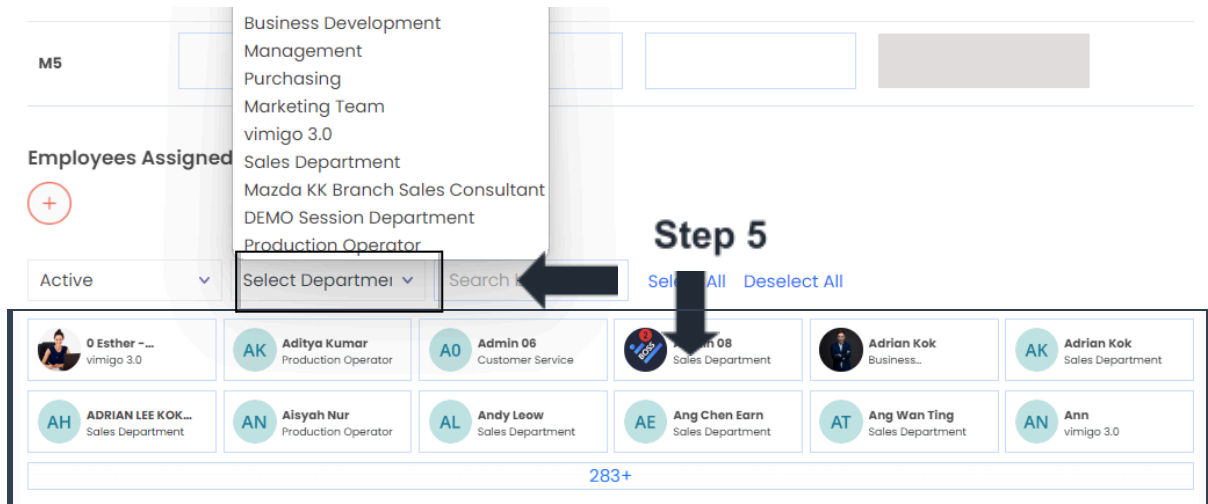 Business Development
Management
M5
Purchasing
Marketing Team
vimigo 3.0
Employees Assigned
Sales Department
Mazda KK Branch Sales Consultant
+
DEMO Session Department
Production Operator
Step 5
Active
Select Departmen
Search
All Deselect All
0 Esther -... AK Aditya Kumar A0 Admin 06 2 08 Adrian Kok AK Adrian Kok
vimigo 3.0 Production Operator Customer Service BOSS Sales Department Business... Sales Department
AH ADRIAN LEE KOK... AN Aisyah Nur AL Andy Leow AE Ang Chen Earn AT Ang Wan Ting AN Ann
Sales Department Production Operator Sales Department Sales Department Sales Department vimigo 3.0
283+